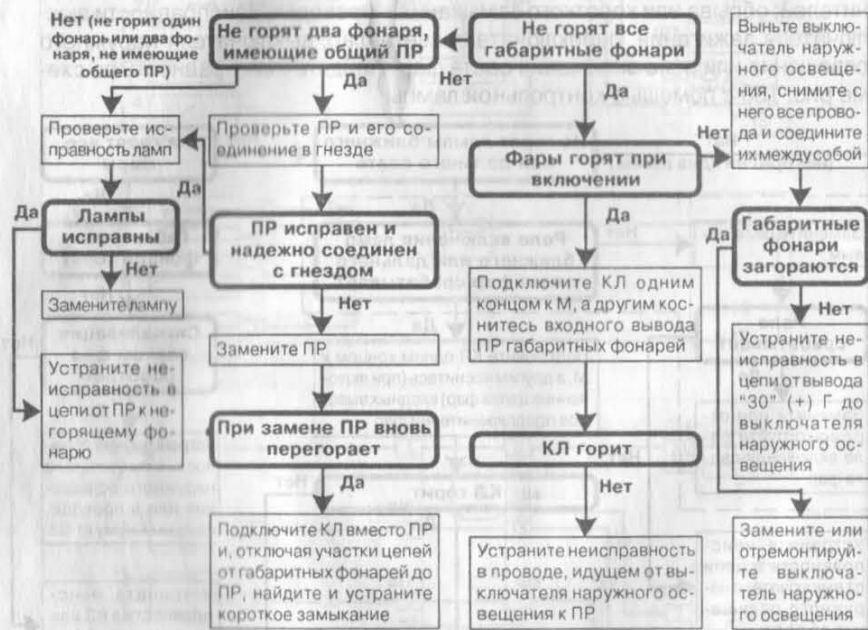 Нет (не горит один
фонарь или два фо-
наря, не имеющие
общего ПР)
Не горят два фонаря,
имеющие общий ПР
Нет
Не горят все
габаритные фонари
Да
Да
Проверьте ис-
правность ламп
Да
Лампы
исправны
Да
Нет
Замените лампу
Устраните не-
исправность в
цепи от ПР к не-
горящему фо-
нарю
Проверьте ПР и его со-
единение в гнезде
ПР исправен и
надежно соединен
с гнездом
Нет
Замените ПР
При замене ПР вновь
перегорает
Да
Подключите КЛ вместо ПР
и, отключая участки цепей
от габаритных фонарей до
ПР, найдите и устраните
короткое замыкание
Фары горят при
включении
Нет
Да
Подключите КЛ одним
концом к М, а другим кос-
нитесь входного вывода
ПР габаритных фонарей
КЛ горит
Нет
Устраните неисправность
в проводе, идущем от вы-
ключателя наружного ос-
вещения к ПР
Выньте вы-
ключатель наруж-
ного освеще-
ния, снимите с
него все прово-
да и соедините
их между собой
Габаритные
фонари
загораются
Да
Нет
Устраните не-
исправность в
цепи от вывода
"30" (+) Г до
выключателя
наружного ос-
вещения
Замените или
отремонтируй-
те выключа-
тель наружно-
го освещения